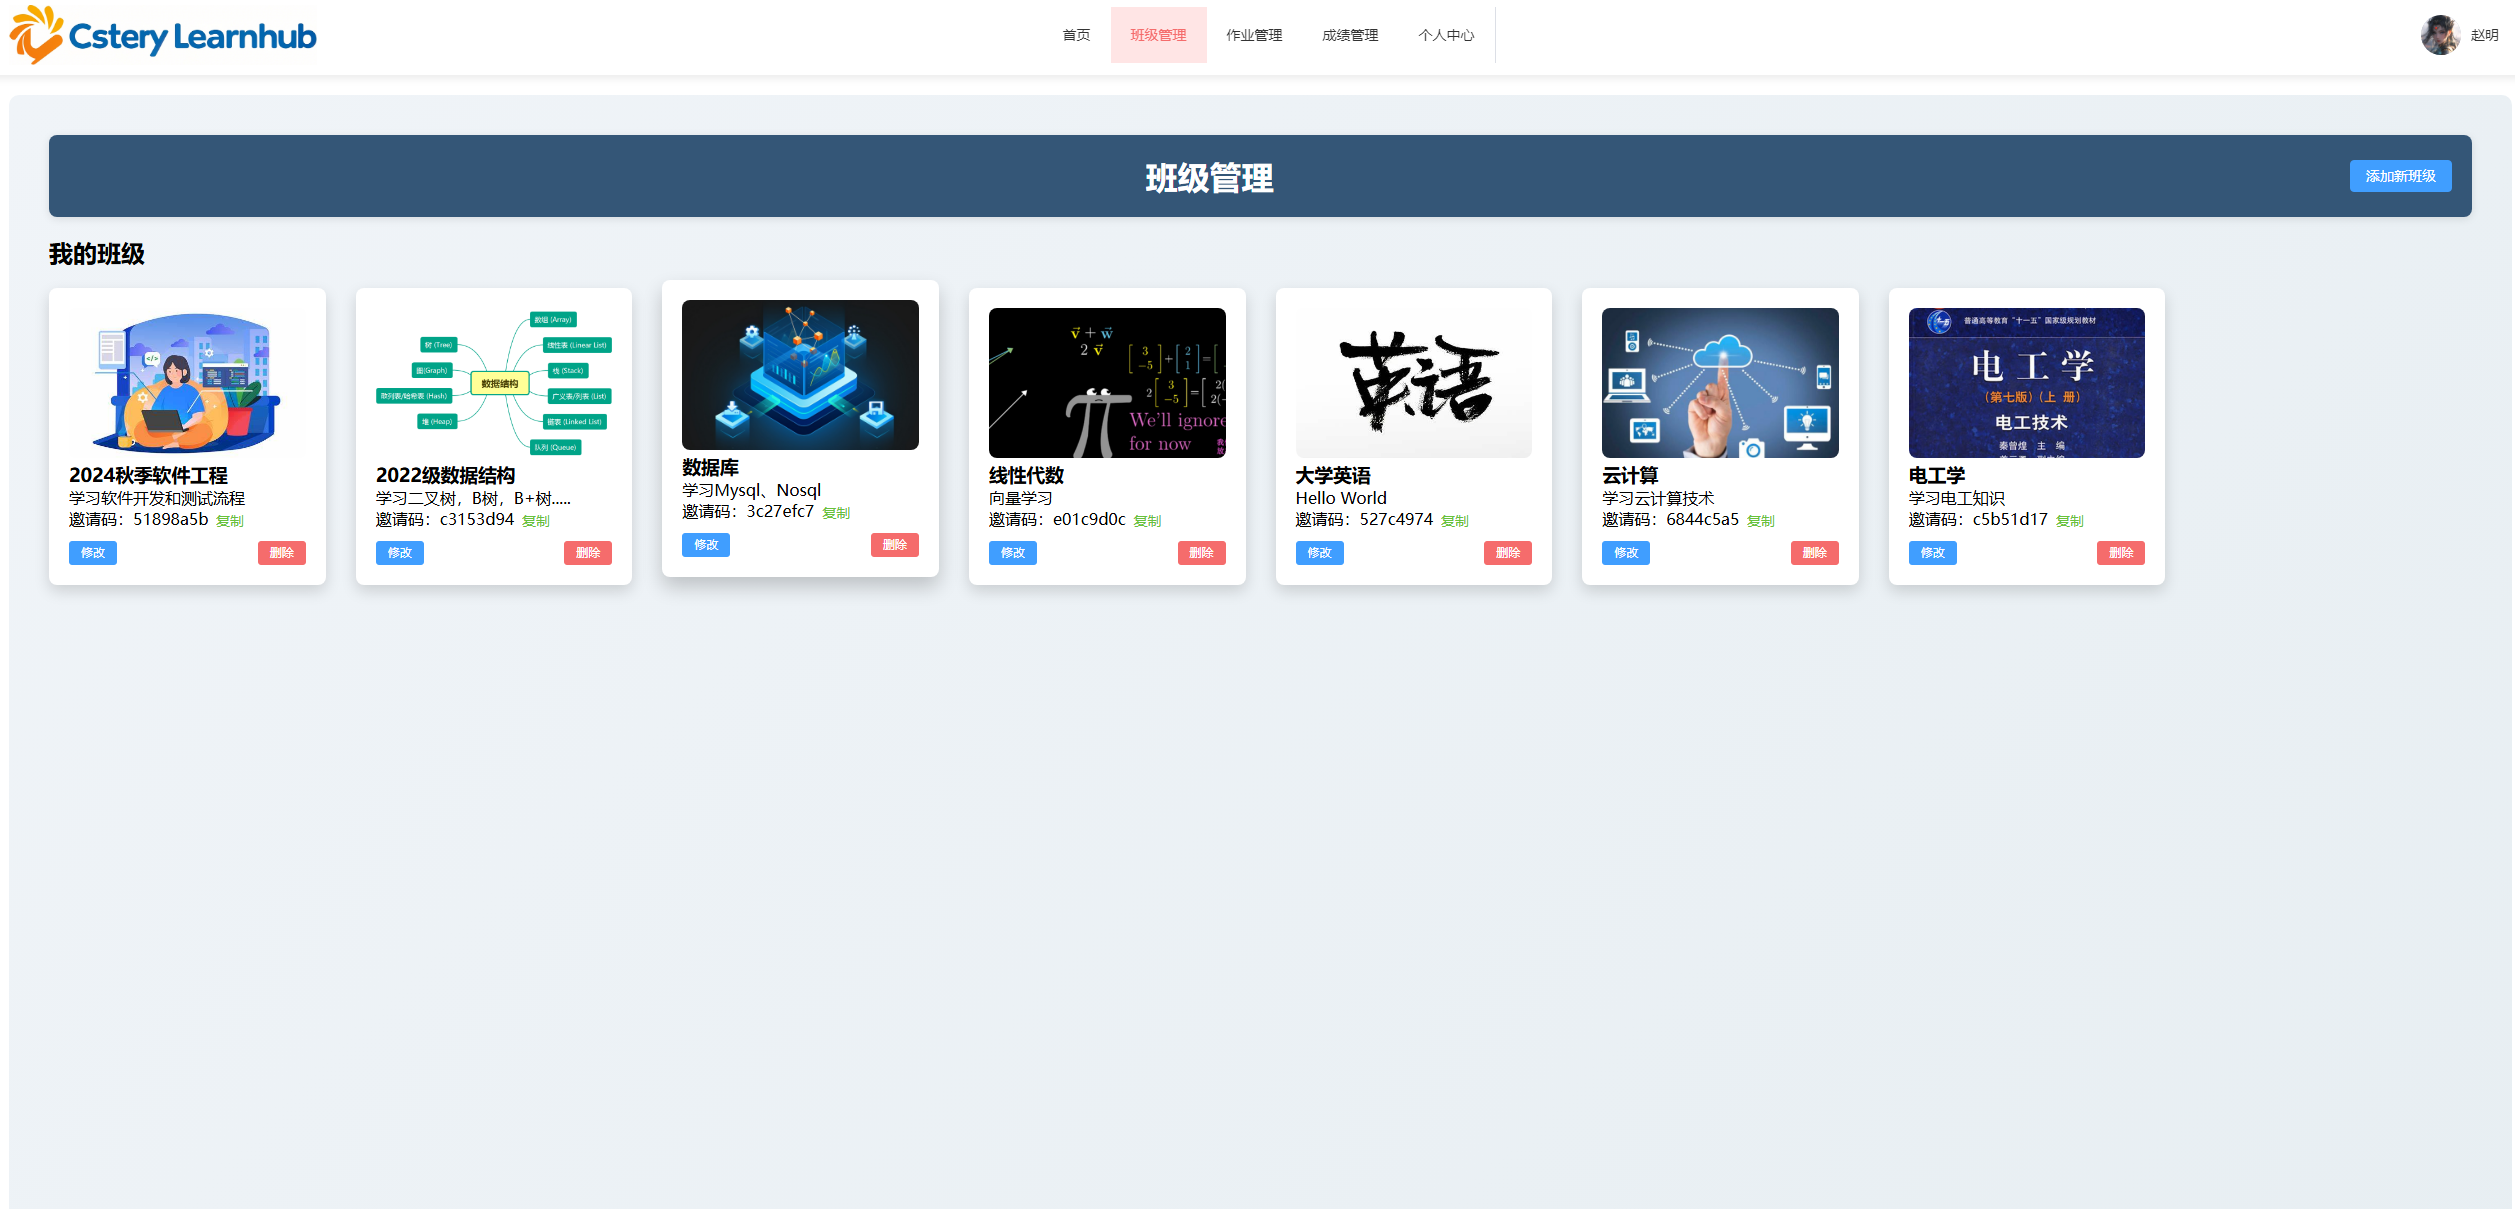 Cstery Learnhub
首页
班级管理
作业管理
成绩管理
个人中心
赵明
班级管理
添加新班级
我的班级
2024秋季软件工程
学习软件开发和测试流程
邀请码：51898a5b 复制
修改
删除
数组 (Array)
树 (Tree)
线性表 (Linear List)
图(Graph)
栈 (Stack)
数据结构
散列表/哈希表 (Hash)
广义表/列表 (List)
堆 (Heap)
链表 (Linked List)
队列 (Queue)
2022级数据结构
学习二叉树，B树，B+树.....
邀请码：c3153d94 复制
修改
删除
数据库
学习Mysql、Nosql
邀请码：3c27efc7 复制
修改
删除
v + w
2 v
3 -5 + 2 1 =
2 3 -5 = 2( 2(-
We'll ignore
for now
线性代数
向量学习
邀请码：e01c9d0c 复制
修改
删除
英语
大学英语
Hello World
邀请码：527c4974 复制
修改
删除
云计算
学习云计算技术
邀请码：6844c5a5 复制
修改
删除
普通高等教育“十一五”国家级规划教材
电工学
(第七版) (上 册)
电工技术
秦曾煌 主 编
电工学
学习电工知识
邀请码：c5b51d17 复制
修改
删除